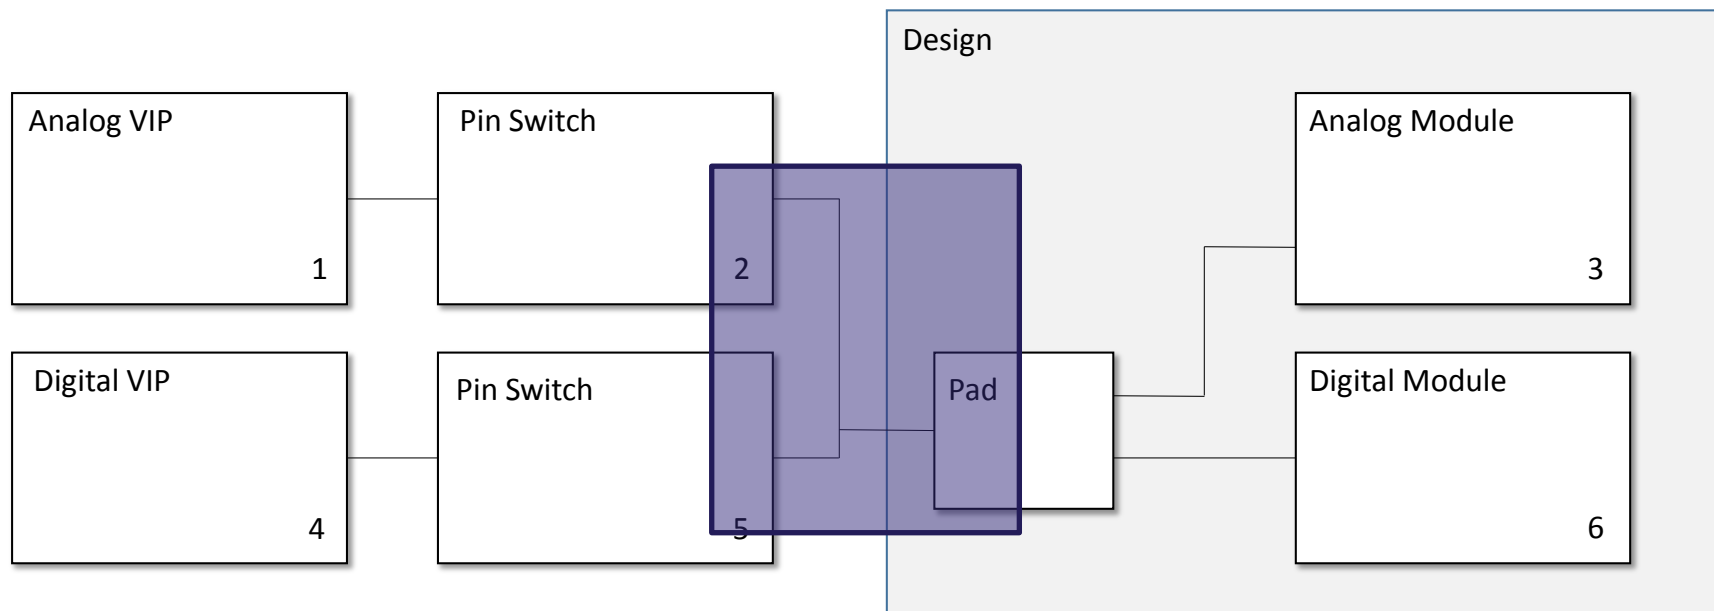 Design
Analog VIP
Pin Switch
Analog Module
1
2
3
Digital VIP
Pin Switch
Pad
Digital Module
4
5
6